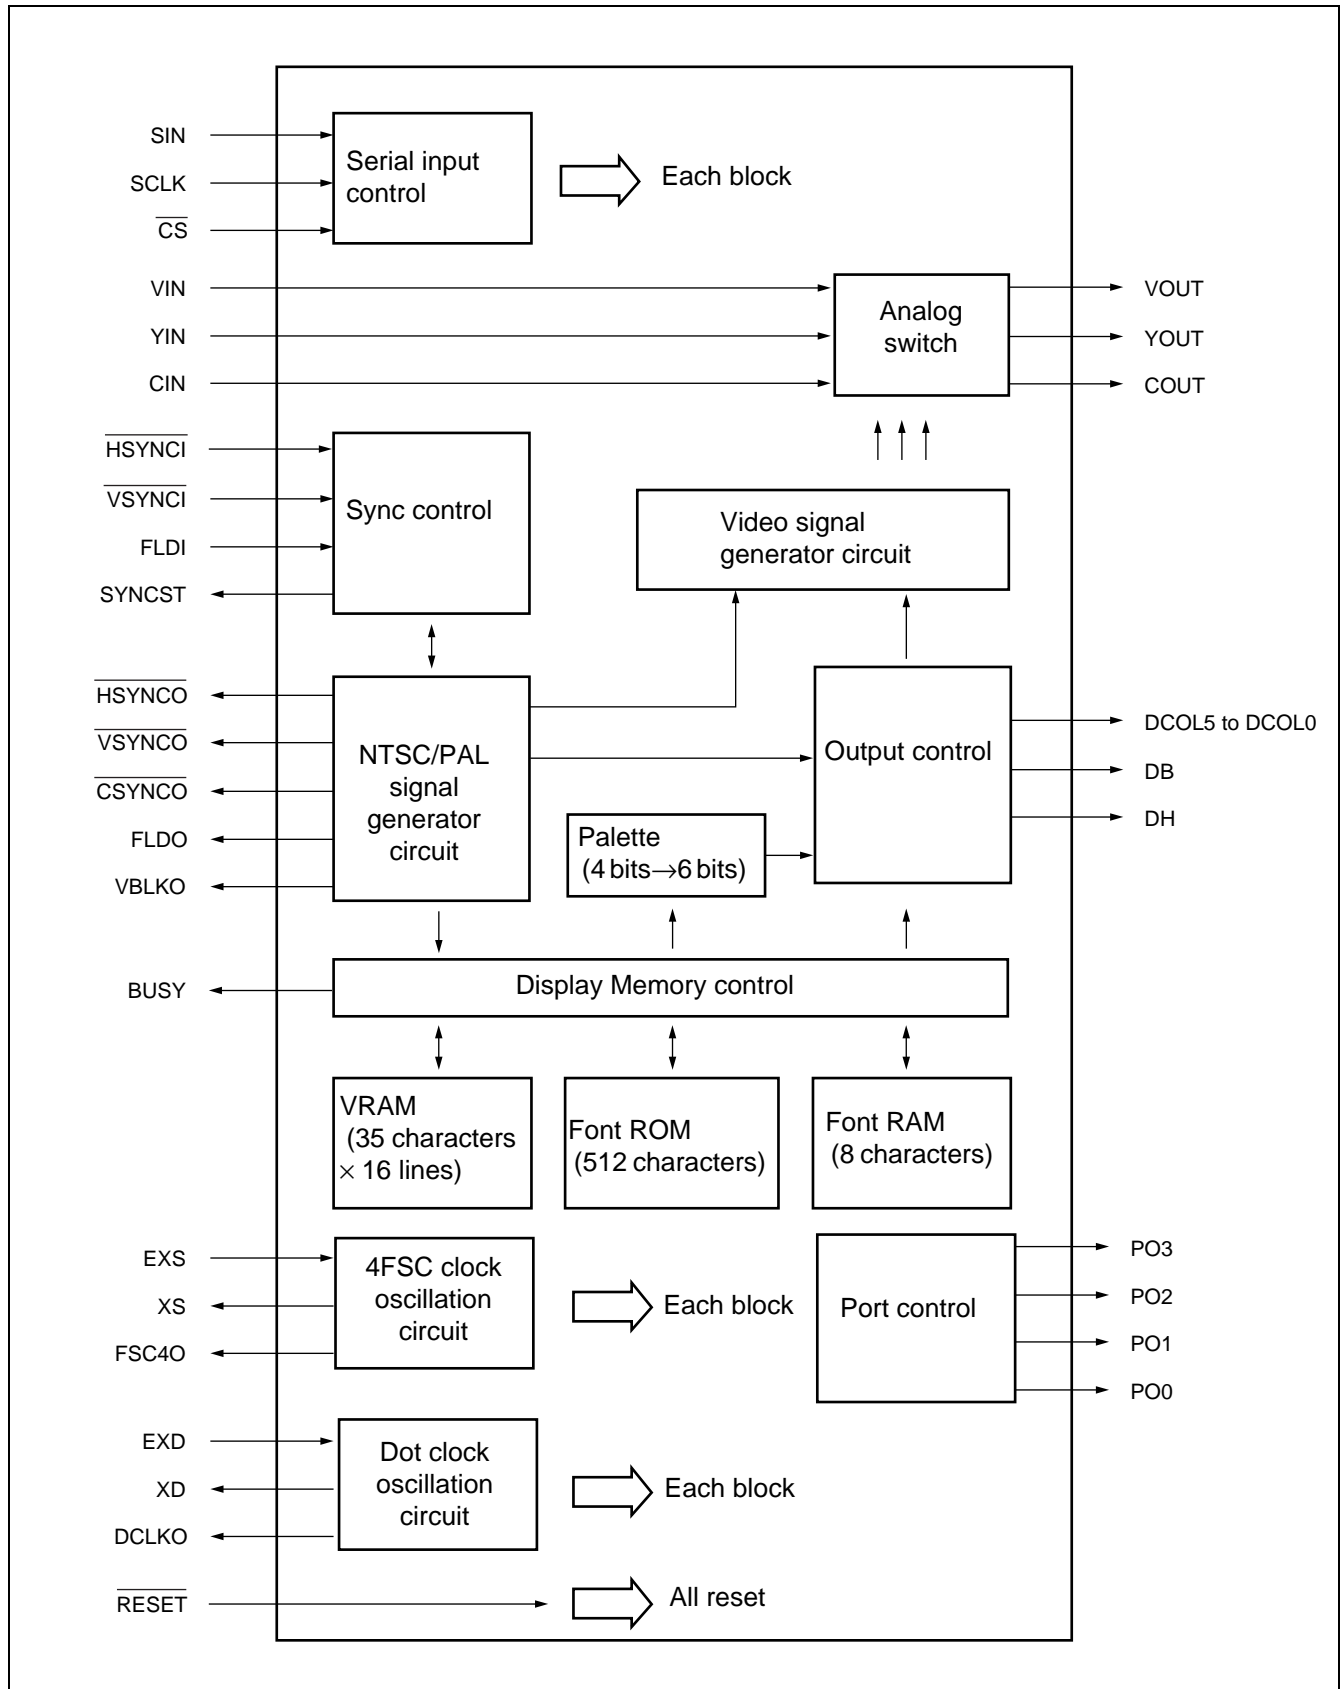 SIN
SCLK
CS
Serial input
control
Each block
VIN
YIN
CIN
Analog
switch
VOUT
YOUT
COUT
HSYNCI
VSYNCI
FLDI
SYNCST
Sync control
Video signal
generator circuit
HSYNCO
VSYNCO
CSYNCO
FLDO
VBLKO
NTSC/PAL
signal
generator
circuit
Output control
DCOL5 to DCOL0
DB
DH
Palette
(4 bits→6 bits)
BUSY
Display Memory control
VRAM
(35 characters
× 16 lines)
Font ROM
(512 characters)
Font RAM
(8 characters)
EXS
XS
FSC4O
4FSC clock
oscillation
circuit
Each block
Port control
PO3
PO2
PO1
PO0
EXD
XD
DCLKO
Dot clock
oscillation
circuit
Each block
RESET
All reset